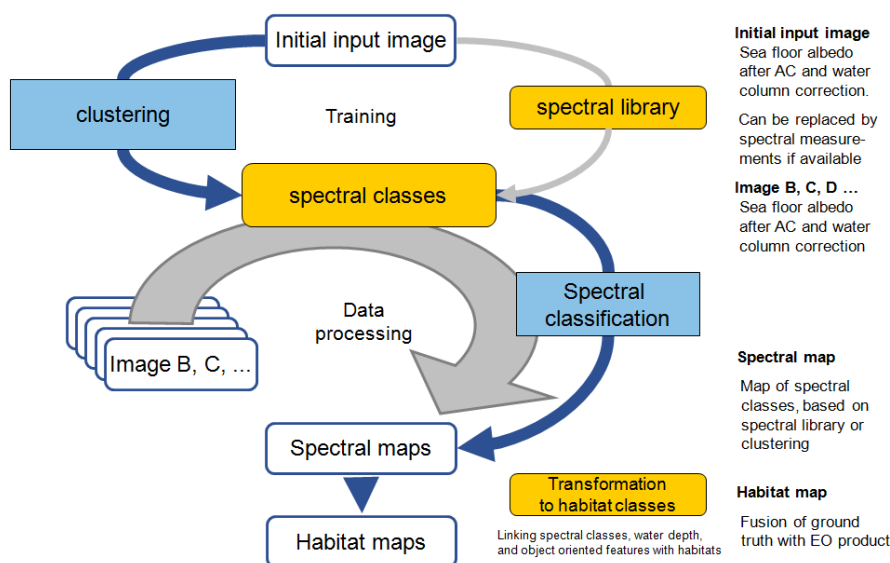 Initial input image
clustering
Training
spectral library
spectral classes
Data
processing
Spectral
classification
Image B, C, ...
Spectral maps
Transformation
to habitat classes
Habitat maps
Linking spectral classes, water depth,
and object oriented features with habitats
Initial input image
Sea floor albedo
after AC and water
column correction.
Can be replaced by
spectral measure-
ments if available
Image B, C, D ...
Sea floor albedo
after AC and water
column correction
Spectral map
Map of spectral
classes, based on
spectral library or
clustering
Habitat map
Fusion of ground
truth with EO product